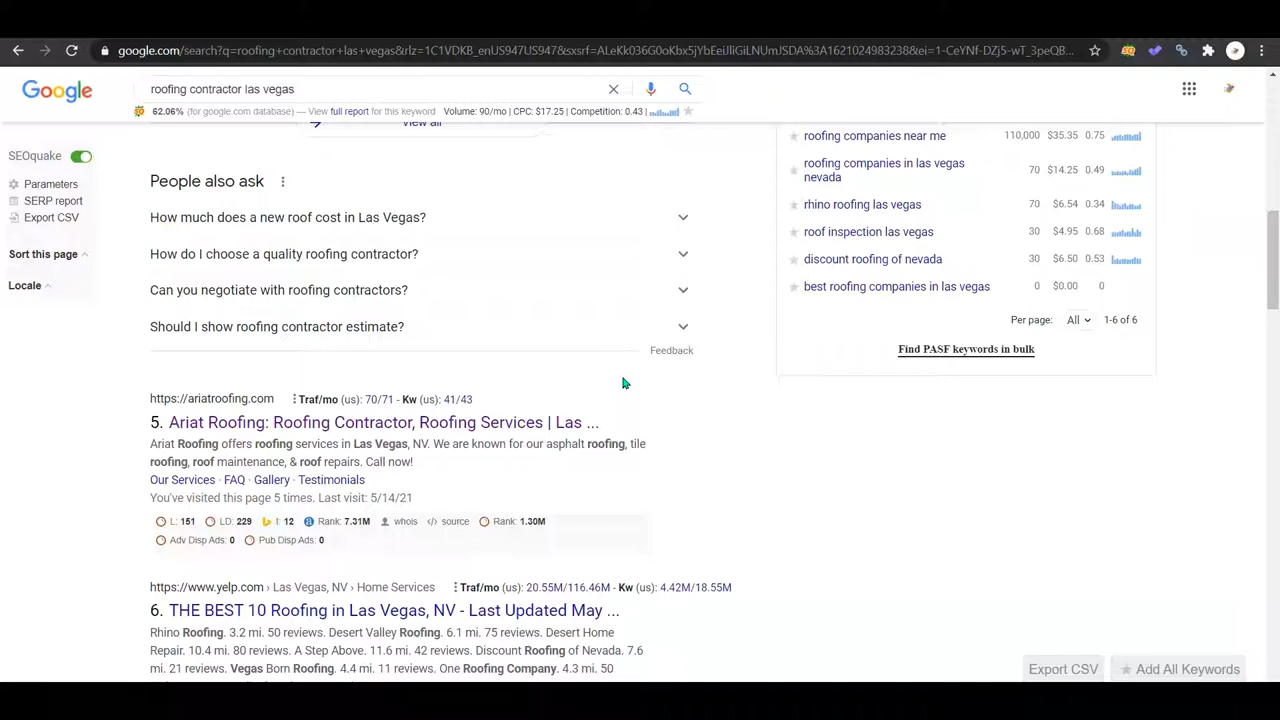 google.com/search?q=roofing+contractor+las+vegas&rlz=1C1VDKB_enUS947US947&sxsrf=ALeKk036G0oKbx5jYbEeiJliGiLNUmJSDA%3A1621024983238&ei=1-CeYNf-DZj5-wT_3peQB...
Google
roofing contractor las vegas
62.06% (for google.com database) — View full report for this keyword
Volume: 90/mo | CPC: $17.25 | Competition: 0.43 |
View all
SEOquake
Parameters
SERP report
Export CSV
Sort this page
Locale
People also ask
How much does a new roof cost in Las Vegas?
How do I choose a quality roofing contractor?
Can you negotiate with roofing contractors?
Should I show roofing contractor estimate?
Feedback
https://ariatroofing.com Traf/mo (us): 70/71 - Kw (us): 41/43
5. Ariat Roofing: Roofing Contractor, Roofing Services | Las ...
Ariat Roofing offers roofing services in Las Vegas, NV. We are known for our asphalt roofing, tile
roofing, roof maintenance, & roof repairs. Call now!
Our Services · FAQ · Gallery · Testimonials
You've visited this page 5 times. Last visit: 5/14/21
L: 151 LD: 229 I: 12 Rank: 7.31M whois source Rank: 1.30M
Adv Disp Ads: 0 Pub Disp Ads: 0
https://www.yelp.com › Las Vegas, NV › Home Services Traf/mo (us): 20.55M/116.46M - Kw (us): 4.42M/18.55M
6. THE BEST 10 Roofing in Las Vegas, NV - Last Updated May ...
Rhino Roofing. 3.2 mi. 50 reviews. Desert Valley Roofing. 6.1 mi. 75 reviews. Desert Home
Repair. 10.4 mi. 80 reviews. A Step Above. 11.6 mi. 42 reviews. Discount Roofing of Nevada. 7.6
mi. 21 reviews. Vegas Born Roofing. 4.4 mi. 11 reviews. One Roofing Company. 4.3 mi. 50
roofing companies near me 110,000 $35.35 0.75
roofing companies in las vegas
nevada 70 $14.25 0.49
rhino roofing las vegas 70 $6.54 0.34
roof inspection las vegas 30 $4.95 0.68
discount roofing of nevada 30 $6.50 0.53
best roofing companies in las vegas 0 $0.00 0
Per page: All 1-6 of 6
Find PASF keywords in bulk
Export CSV
Add All Keywords